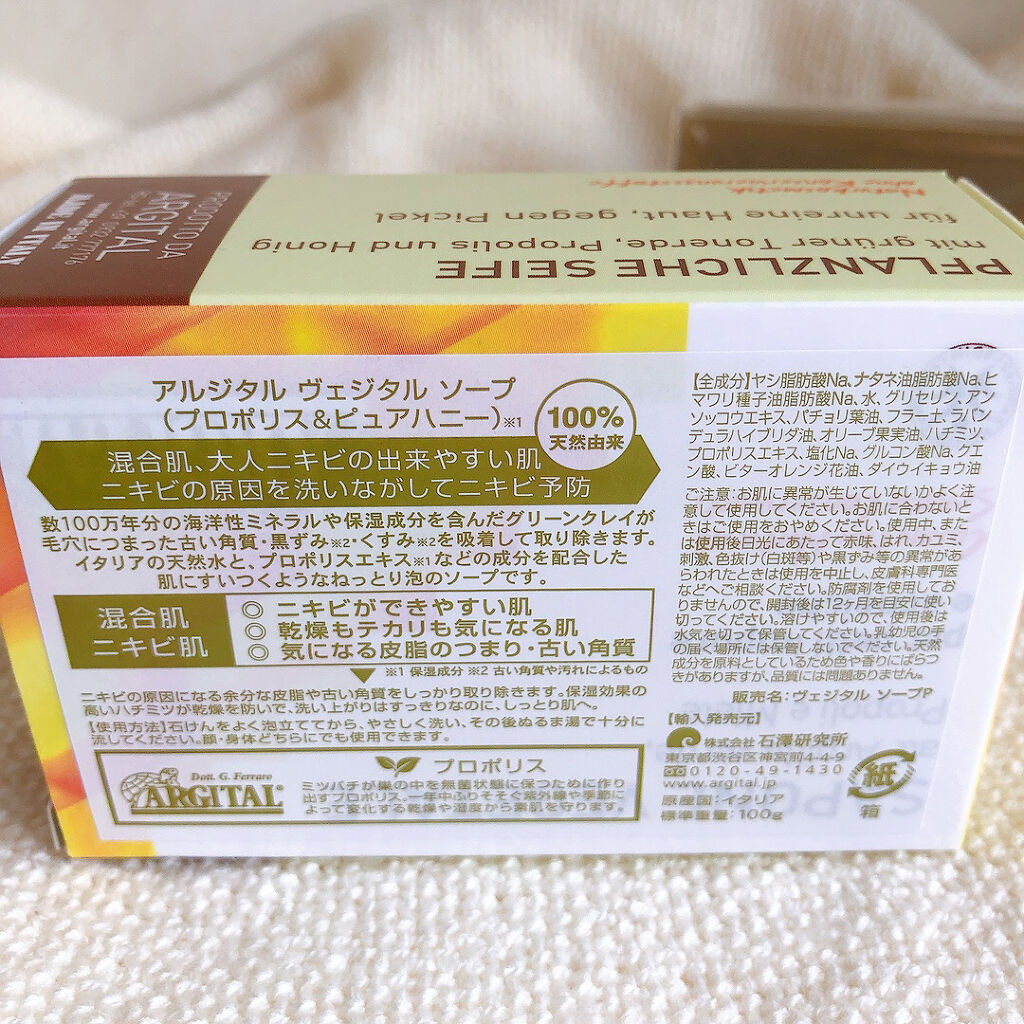 PFLANZLICHE SEIFE
mit grüner Tonerde, Propolis und Honig
für unreine Haut, gegen Pickel
Naturkosmetik
ohne Konservierungsstoffe
PRODOTTO DA
ARGITAL
MADE IN ITALY
アルジタル ヴェジタル ソープ
（プロポリス＆ピュアハニー）※1
100%
天然由来
混合肌、大人ニキビの出来やすい肌
ニキビの原因を洗いながしてニキビ予防
数100万年分の海洋性ミネラルや保湿成分を含んだグリーンクレイが
毛穴につまった古い角質・黒ずみ※2・くすみ※2を吸着して取り除きます。
イタリアの天然水と、プロポリスエキス※1などの成分を配合した
肌にすいつくようなねっとり泡のソープです。
混合肌
ニキビ肌
◎ ニキビができやすい肌
◎ 乾燥もテカリも気になる肌
◎ 気になる皮脂のつまり・古い角質
※1 保湿成分 ※2 古い角質や汚れによるもの
ニキビの原因になる余分な皮脂や古い角質をしっかり取り除きます。保湿効果の
高いハチミツが乾燥を防いで、洗い上がりはすっきりなのに、しっとり肌へ。
【使用方法】石けんをよく泡立ててから、やさしく洗い、その後ぬるま湯で十分に
流してください。顔・身体どちらにでも使用できます。
Dott. G. Ferraro
ARGITAL
プロポリス
ミツバチが巣の中を無菌状態に保つために作り
出すプロポリス。一年中ふりそそぐ紫外線や季節に
よって変化する乾燥や湿度から素肌を守ります。
【全成分】ヤシ脂肪酸Na、ナタネ油脂肪酸Na、ヒ
マワリ種子油脂肪酸Na、水、グリセリン、アン
ソッコウエキス、パチョリ葉油、フラー土、ラバン
デュラハイブリダ油、オリーブ果実油、ハチミツ、
プロポリスエキス、塩化Na、グルコン酸Na、クエ
ン酸、ビターオレンジ花油、ダイウイキョウ油
ご注意：お肌に異常が生じていないかよく注
意して使用してください。お肌に合わないと
きはご使用をおやめください。使用中、また
は使用後日光にあたって赤味、はれ、カユミ、
刺激、色抜け（白斑等）や黒ずみ等の異常があ
らわれたときは使用を中止し、皮膚科専門医
などへご相談ください。防腐剤を使用してお
りませんので、開封後は12ヶ月を目安に使い
切ってください。溶けやすいので、使用後は
水気を切って保管してください。乳幼児の手
の届く場所には保管しないでください。天然
成分を原料としているため色や香りにばらつ
きがありますが、品質には問題ありません。
販売名：ヴェジタル ソープP
【輸入発売元】
株式会社 石澤研究所
東京都渋谷区神宮前4-4-9
0120-49-1430
www.argital.jp
原産国：イタリア
標準重量：100g
紙
箱